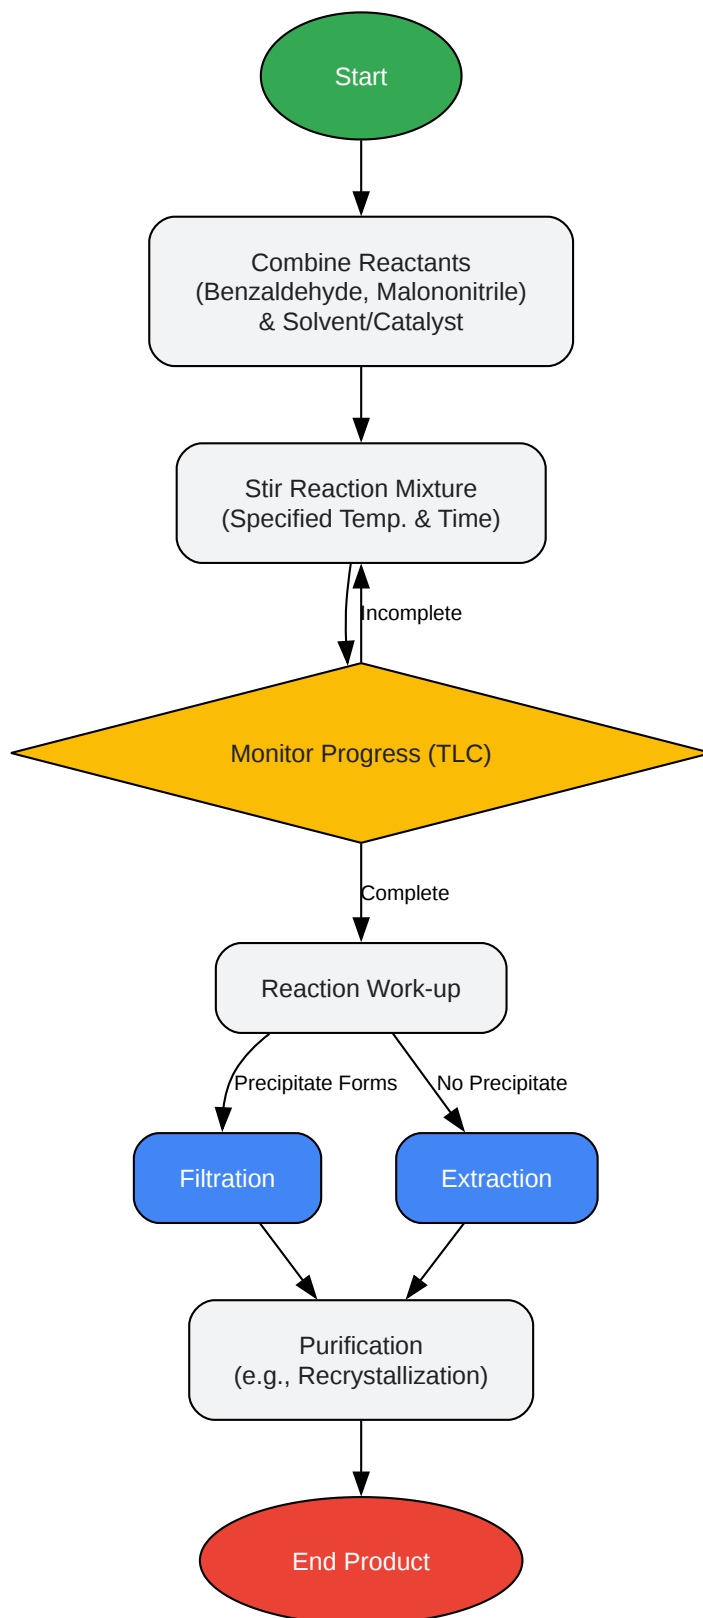 Start
Combine Reactants
(Benzaldehyde, Malononitrile)
& Solvent/Catalyst
Stir Reaction Mixture
(Specified Temp. & Time)
Incomplete
Monitor Progress (TLC)
Complete
Reaction Work-up
Precipitate Forms
No Precipitate
Filtration
Extraction
Purification
(e.g., Recrystallization)
End Product